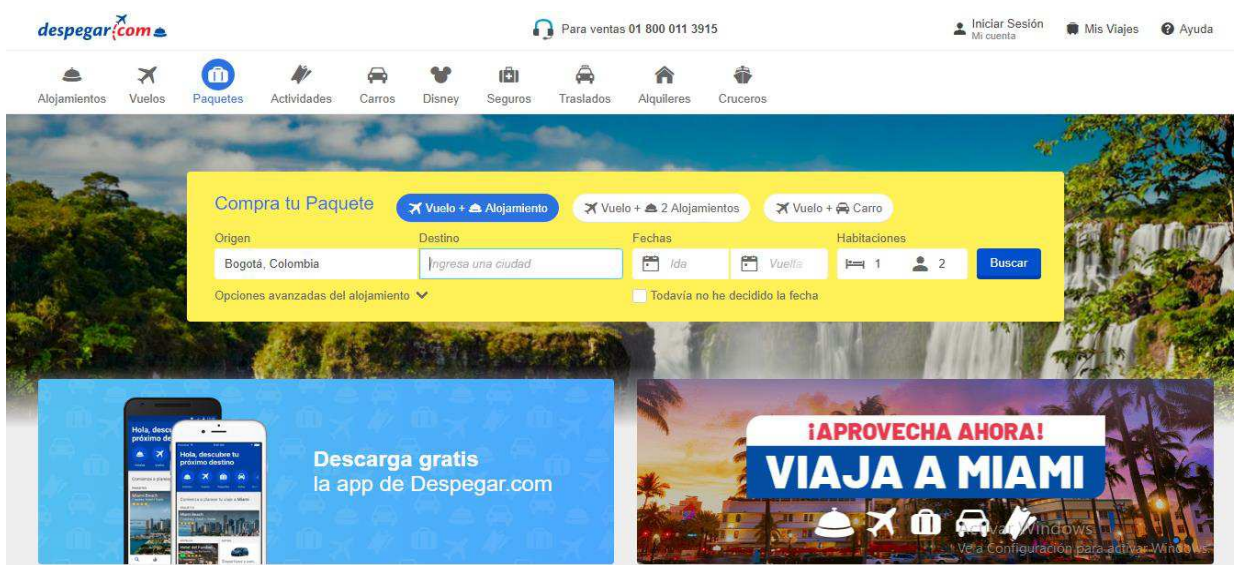 despegar.com
Para ventas 01 800 011 3915
Iniciar Sesión
Mi cuenta
Mis Viajes
Ayuda
Alojamientos Vuelos Paquetes Actividades Carros Disney Seguros Traslados Alquileres Cruceros
Compra tu Paquete
Vuelo + Alojamiento
Vuelo + 2 Alojamientos
Vuelo + Carro
Origen Destino Fechas Habitaciones
Bogotá, Colombia Ingresa una ciudad Ida Vuelta 1 2 Buscar
Opciones avanzadas del alojamiento Todavía no he decidido la fecha
Hola, descubre tu
próximo destino
Descarga gratis
la app de Despegar.com
¡APROVECHA AHORA!
VIAJA A MIAMI
Activar Windows
Ve a Configuración para activar Windows.